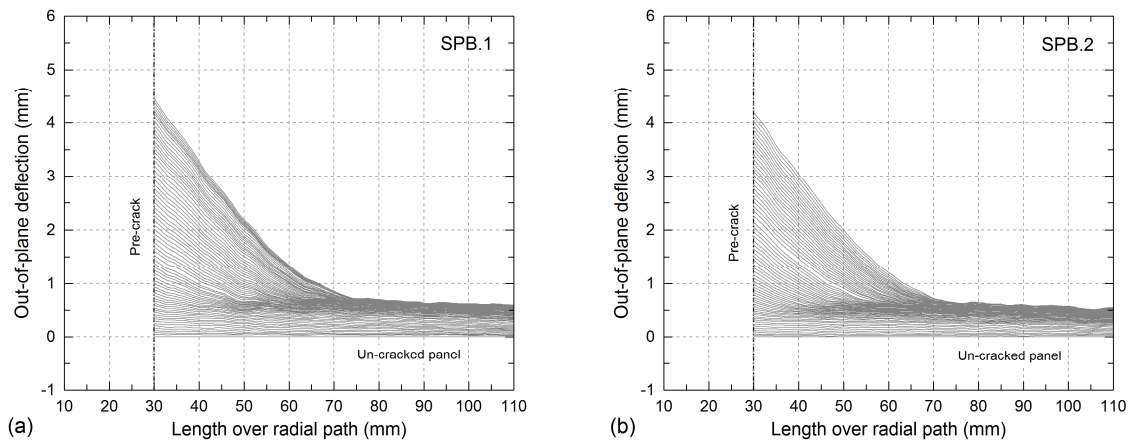 SPB.1
6
5
4
3
2
1
0
-1
Out-of-plane deflection (mm)
Pre-crack
Un-cracked panel
10 20 30 40 50 60 70 80 90 100 110
Length over radial path (mm)
(a)
SPB.2
6
5
4
3
2
1
0
-1
Out-of-plane deflection (mm)
Pre-crack
Un-cracked panel
10 20 30 40 50 60 70 80 90 100 110
Length over radial path (mm)
(b)